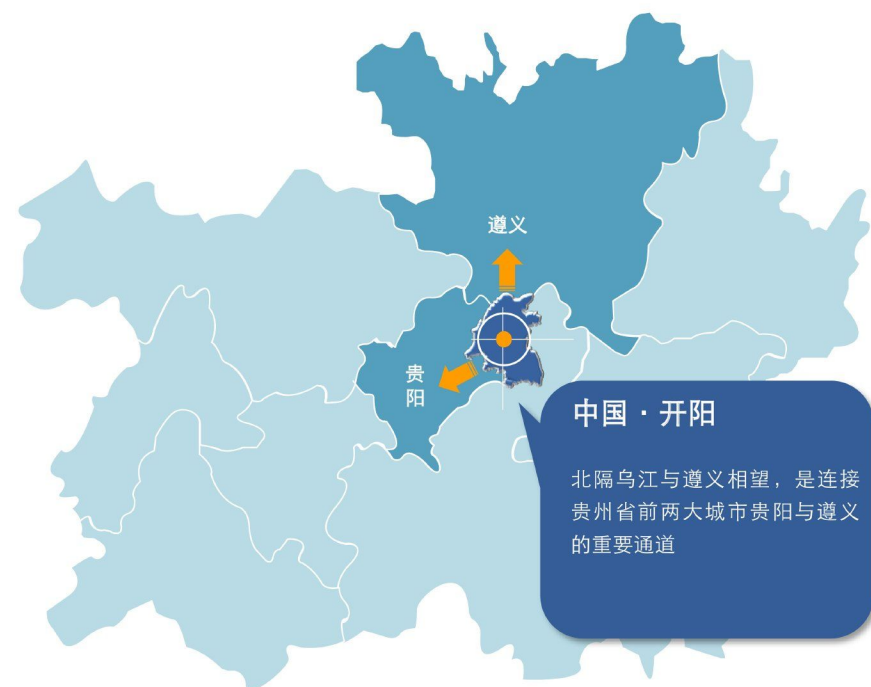 遵义
贵
阳
中国·开阳
北隔乌江与遵义相望，是连接
贵州省前两大城市贵阳与遵义
的重要通道